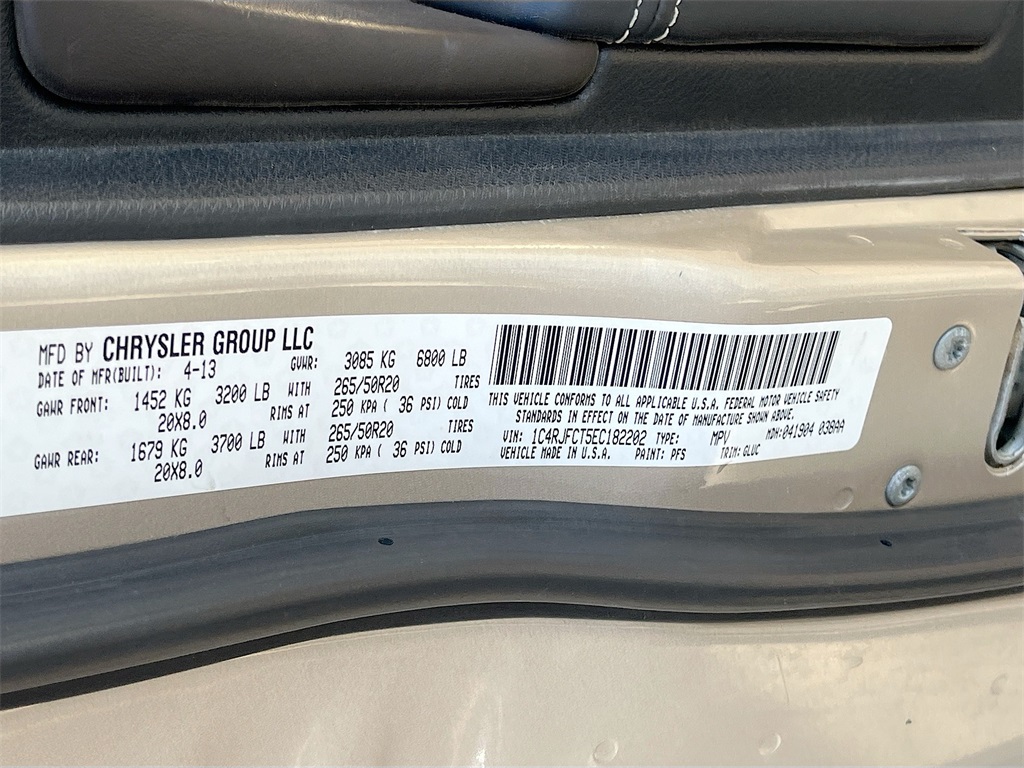 MFD BY CHRYSLER GROUP LLC
DATE OF MFR(BUILT): 4-13 GVWR: 3085 KG 6800 LB
GAWR FRONT: 1452 KG 3200 LB WITH 265/50R20 TIRES
20X8.0 RIMS AT 250 KPA ( 36 PSI) COLD
GAWR REAR: 1679 KG 3700 LB WITH 265/50R20 TIRES
20X8.0 RIMS AT 250 KPA ( 36 PSI) COLD
THIS VEHICLE CONFORMS TO ALL APPLICABLE U.S.A. FEDERAL MOTOR VEHICLE SAFETY
STANDARDS IN EFFECT ON THE DATE OF MANUFACTURE SHOWN ABOVE.
VIN: 1C4RJFCT5EC182202 TYPE: MPV MDH:041904 038AA
VEHICLE MADE IN U.S.A. PAINT: PFS TRIM: GLUC